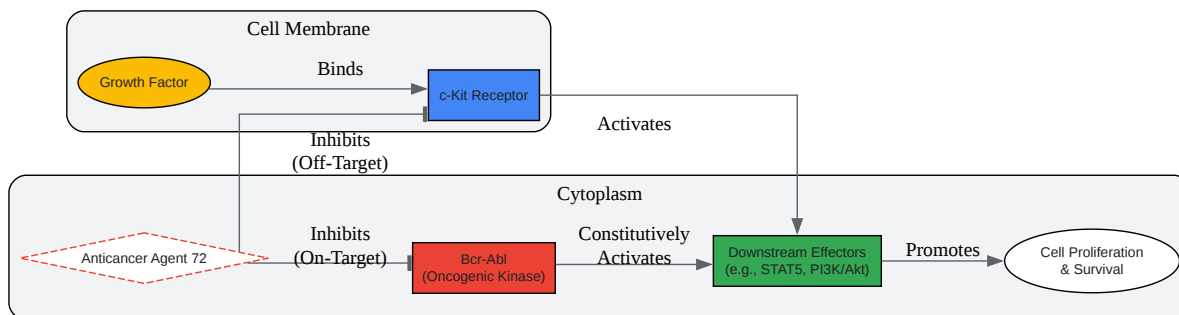 Cell Membrane
Growth Factor
Binds
c-Kit Receptor
Activates
Inhibits
(Off-Target)
Cytoplasm
Anticancer Agent 72
Inhibits
(On-Target)
Bcr-Abl
(Oncogenic Kinase)
Constitutively
Activates
Downstream Effectors
(e.g., STAT5, PI3K/Akt)
Promotes
Cell Proliferation
& Survival